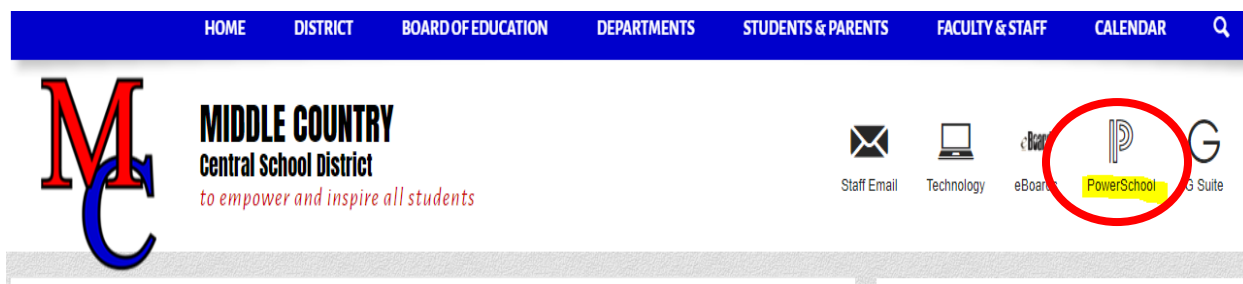 HOME DISTRICT BOARD OF EDUCATION DEPARTMENTS STUDENTS & PARENTS FACULTY & STAFF CALENDAR
MC
MIDDLE COUNTRY
Central School District
to empower and inspire all students
Staff Email Technology eBoards PowerSchool G Suite